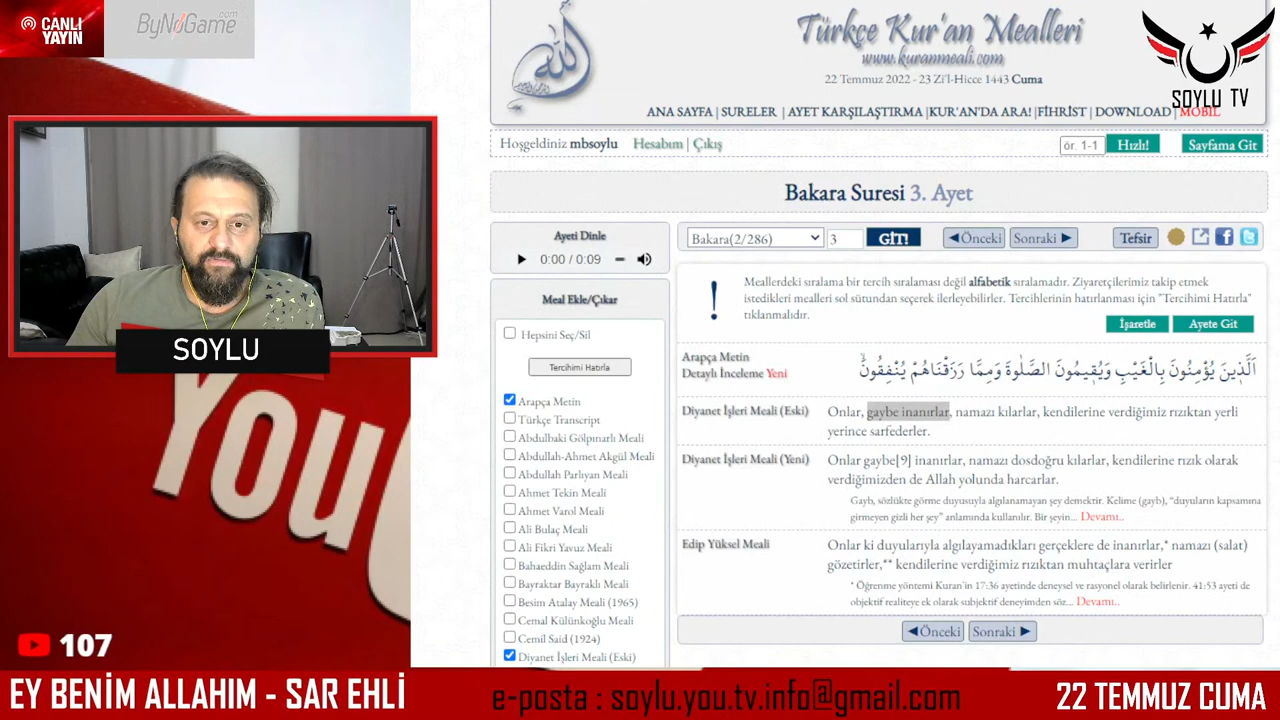 CANLI
YAYIN
ByNoGame.com
SOYLU
YouT
107
Türkçe Kur'an Mealleri
www.kuranmeali.com
22 Temmuz 2022 - 23 Zi'l-Hicce 1443 Cuma
SOYLU TV
ANA SAYFA | SURELER | AYET KARŞILAŞTIRMA |KUR'AN'DA ARA! |FİHRİST | DOWNLOAD | MOBIL
Hoşgeldiniz mbsoylu Hesabım | Çıkış
ör. 1-1 Hızlı! Sayfama Git
Bakara Suresi 3. Ayet
Ayeti Dinle
0:00 / 0:09
Bakara(2/286) 3 GİT! ◄Önceki Sonraki ► Tefsir
Meal Ekle/Çıkar
Hepsini Seç/Sil
Tercihimi Hatırla
Arapça Metin
Türkçe Transcript
Abdulbaki Gölpınarlı Meali
Abdullah-Ahmet Akgül Meali
Abdullah Parlıyan Meali
Ahmet Tekin Meali
Ahmet Varol Meali
Ali Bulaç Meali
Ali Fikri Yavuz Meali
Bahaeddin Sağlam Meali
Bayraktar Bayraklı Meali
Besim Atalay Meali (1965)
Cemal Külünkoğlu Meali
Cemil Said (1924)
Diyanet İşleri Meali (Eski)
! Meallerdeki sıralama bir tercih sıralaması değil alfabetik sıralamadır. Ziyaretçilerimiz takip etmek
istedikleri mealleri sol sütundan seçerek ilerleyebilirler. Tercihlerinin hatırlanması için "Tercihimi Hatırla"
tıklanmalıdır.
İşaretle Ayete Git
Arapça Metin
Detaylı İnceleme Yeni
اَلَّذ۪ينَ يُؤْمِنُونَ بِالْغَيْبِ وَيُق۪يمُونَ الصَّلٰوةَ وَمِمَّا رَزَقْنَاهُمْ يُنْفِقُونَۙ
Diyanet İşleri Meali (Eski) Onlar, gaybe inanırlar, namazı kılarlar, kendilerine verdiğimiz rızıktan yerli
yerince sarfederler.
Diyanet İşleri Meali (Yeni) Onlar gaybe[9] inanırlar, namazı dosdoğru kılarlar, kendilerine rızık olarak
verdiğimizden de Allah yolunda harcarlar.
Gayb, sözlükte görme duyusuyla algılanamayan şey demektir. Kelime (gayb), “duyuların kapsamına
girmeyen gizli her şey” anlamında kullanılır. Bir şeyin... Devamı..
Edip Yüksel Meali Onlar ki duyularıyla algılayamadıkları gerçeklere de inanırlar,* namazı (salat)
gözetirler,** kendilerine verdiğimiz rızıktan muhtaçlara verirler
* Öğrenme yöntemi Kuran'in 17:36 ayetinde deneysel ve rasyonel olarak belirlenir. 41:53 ayeti de
objektif realiteye ek olarak subjektif deneyimden söz... Devamı..
◄Önceki Sonraki ►
EY BENİM ALLAHIM - SAR EHLİ
e-posta : soylu.you.tv.info@gmail.com
22 TEMMUZ CUMA